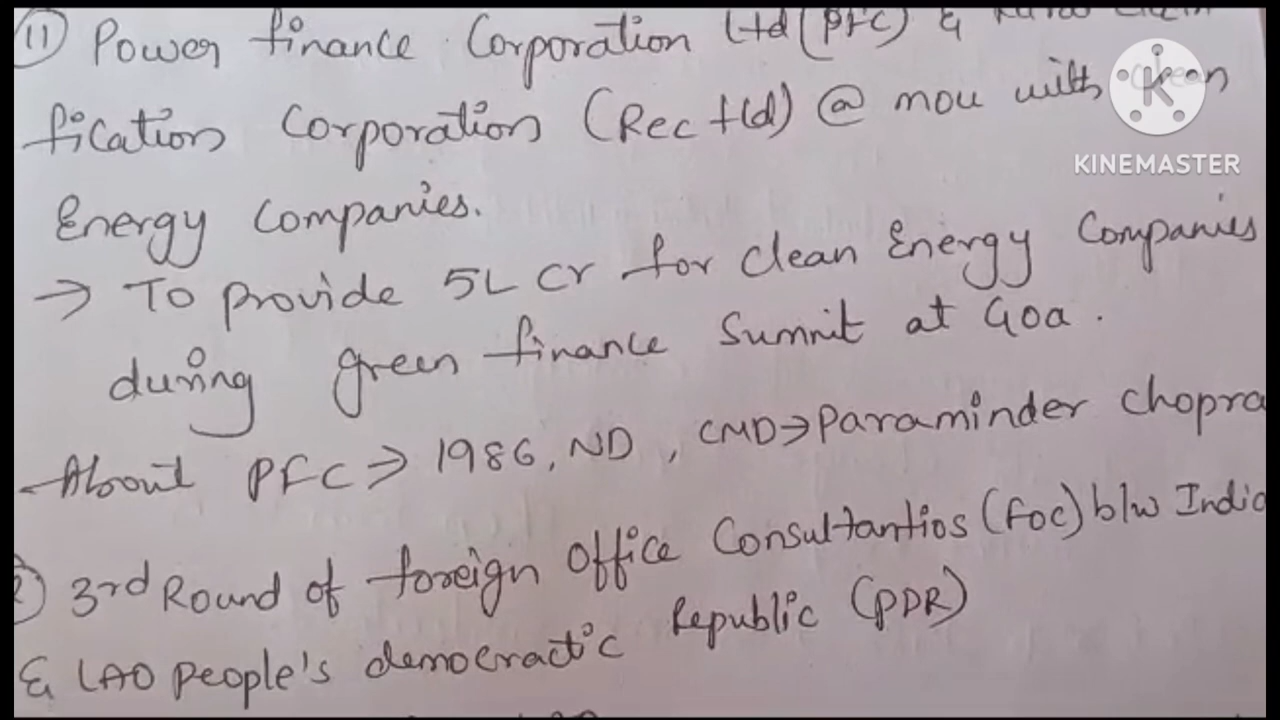 11) Power finance Corporation Ltd (PFC) &
fication Corporation (Rec Ltd) @ mou with clean
Energy Companies.
→ To provide 5L Cr for clean Energy Companies
during green finance Summit at Goa.
About PFC → 1986, ND, CMD → Paraminder Chopra
3rd Round of foreign Office Consultantios (FOC) b/w India
& LAO people's democractic Republic (PDR)
KINEMASTER